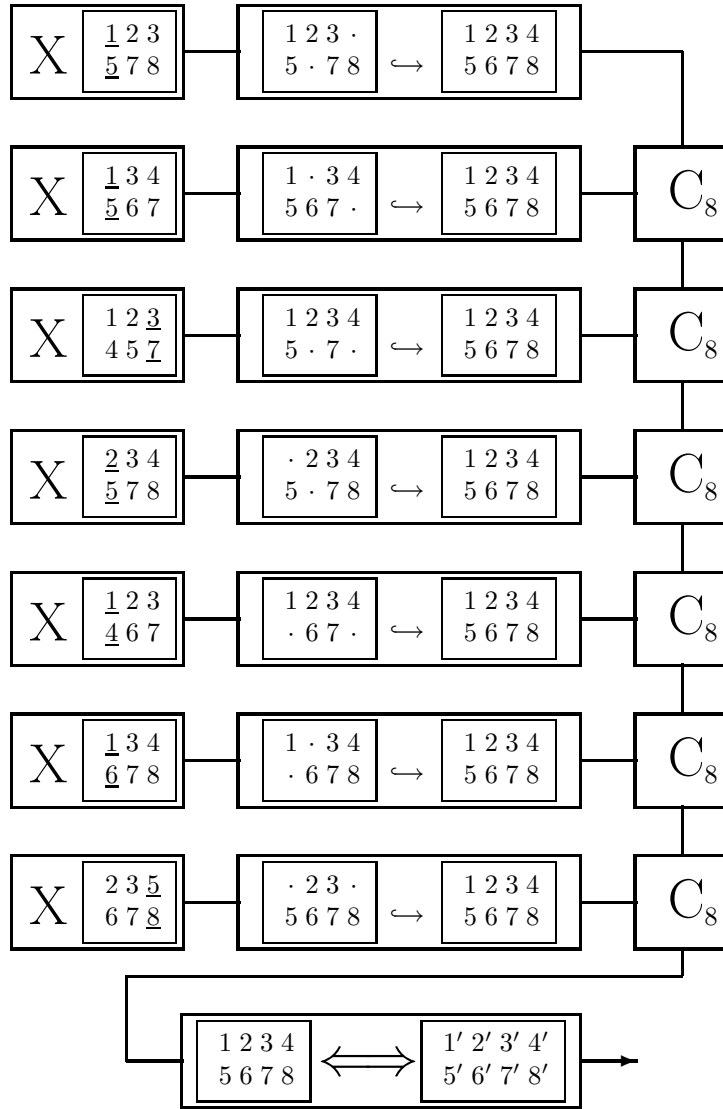 X 1 2 3 1 2 3 · 1 2 3 4
5 7 8 5 · 7 8 ↪ 5 6 7 8
X 1 3 4 1 · 3 4 1 2 3 4 C₈
5 6 7 5 6 7 · ↪ 5 6 7 8
X 1 2 3 1 2 3 4 1 2 3 4 C₈
4 5 7 5 · 7 · ↪ 5 6 7 8
X 2 3 4 · 2 3 4 1 2 3 4 C₈
5 7 8 5 · 7 8 ↪ 5 6 7 8
X 1 2 3 1 2 3 4 1 2 3 4 C₈
4 6 7 · 6 7 · ↪ 5 6 7 8
X 1 3 4 1 · 3 4 1 2 3 4 C₈
6 7 8 · 6 7 8 ↪ 5 6 7 8
X 2 3 5 · 2 3 · 1 2 3 4 C₈
6 7 8 5 6 7 8 ↪ 5 6 7 8
1 2 3 4 ⟺ 1′ 2′ 3′ 4′
5 6 7 8 5′ 6′ 7′ 8′